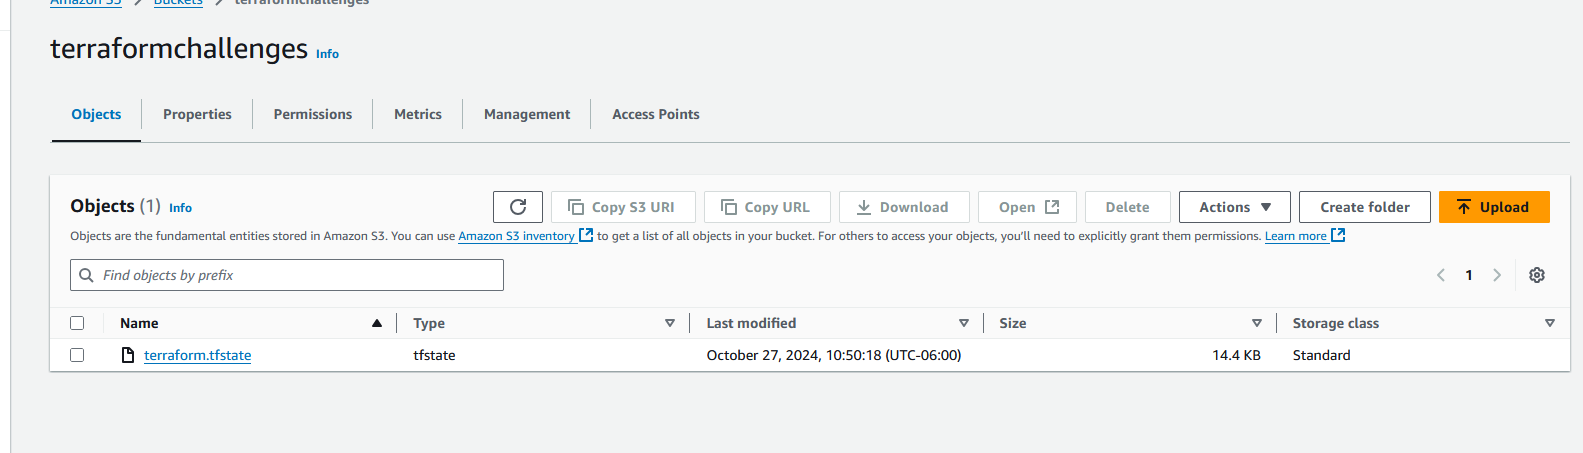 Amazon S3 > Buckets > terraformchallenges
terraformchallenges Info
Objects Properties Permissions Metrics Management Access Points
Objects (1) Info Copy S3 URI Copy URL Download Open Delete Actions Create folder Upload
Objects are the fundamental entities stored in Amazon S3. You can use Amazon S3 inventory to get a list of all objects in your bucket. For others to access your objects, you'll need to explicitly grant them permissions. Learn more
Find objects by prefix 1
Name Type Last modified Size Storage class
terraform.tfstate tfstate October 27, 2024, 10:50:18 (UTC-06:00) 14.4 KB Standard